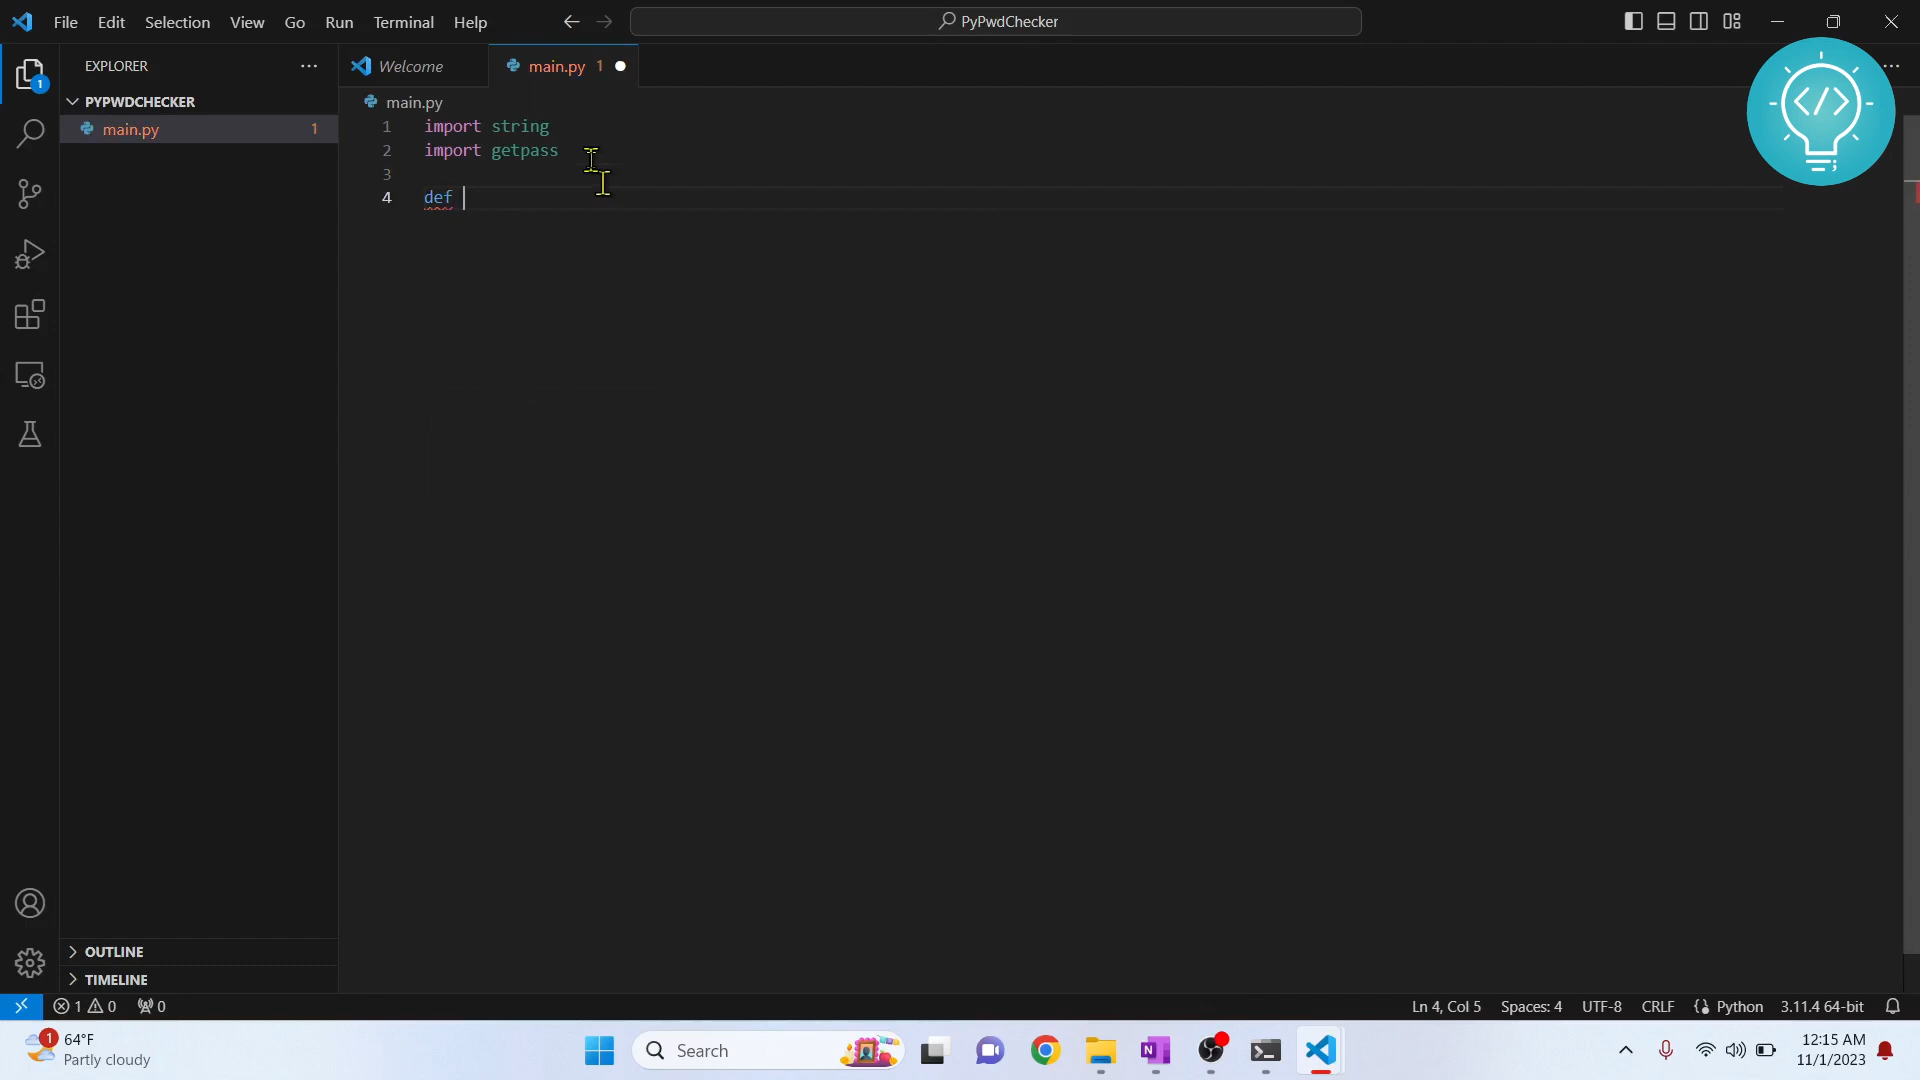 File Edit Selection View Go Run Terminal Help
PyPwdChecker
EXPLORER
Welcome
main.py 1
1
PYPWDCHECKER
main.py 1
main.py
1 import string
2 import getpass
3
4 def
</>
;
OUTLINE
TIMELINE
1 0 0
Ln 4, Col 5 Spaces: 4 UTF-8 CRLF Python 3.11.4 64-bit
1
64°F
Partly cloudy
Search
N
12:15 AM
11/1/2023